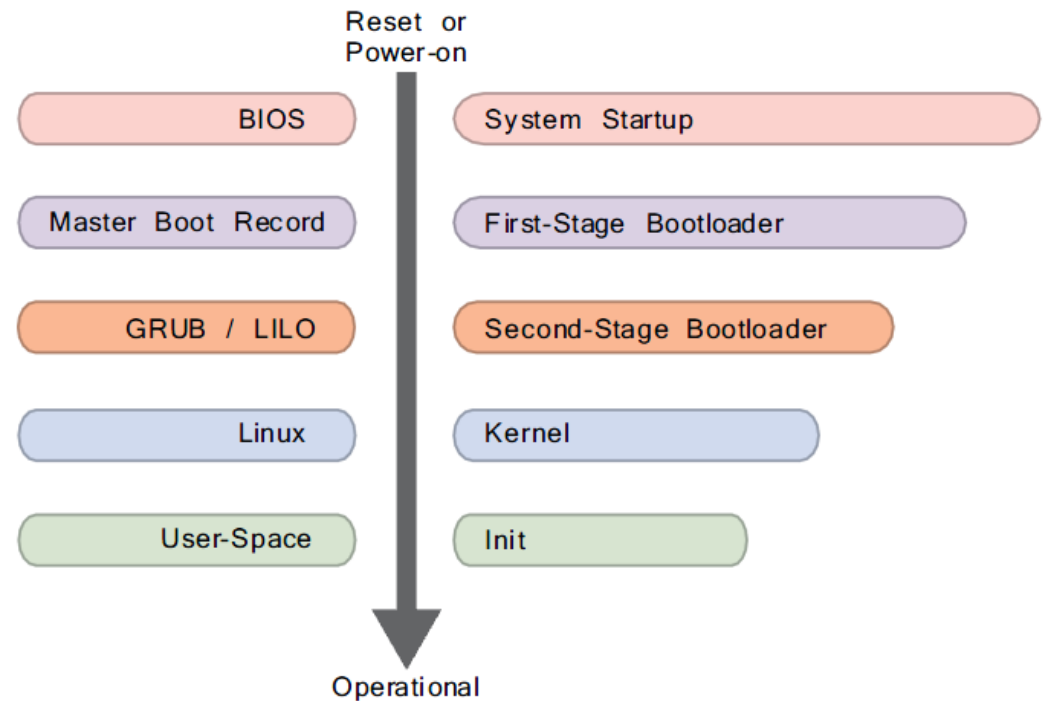 Reset or
Power-on
BIOS
System Startup
Master Boot Record
First-Stage Bootloader
GRUB / LILO
Second-Stage Bootloader
Linux
Kernel
User-Space
Init
Operational